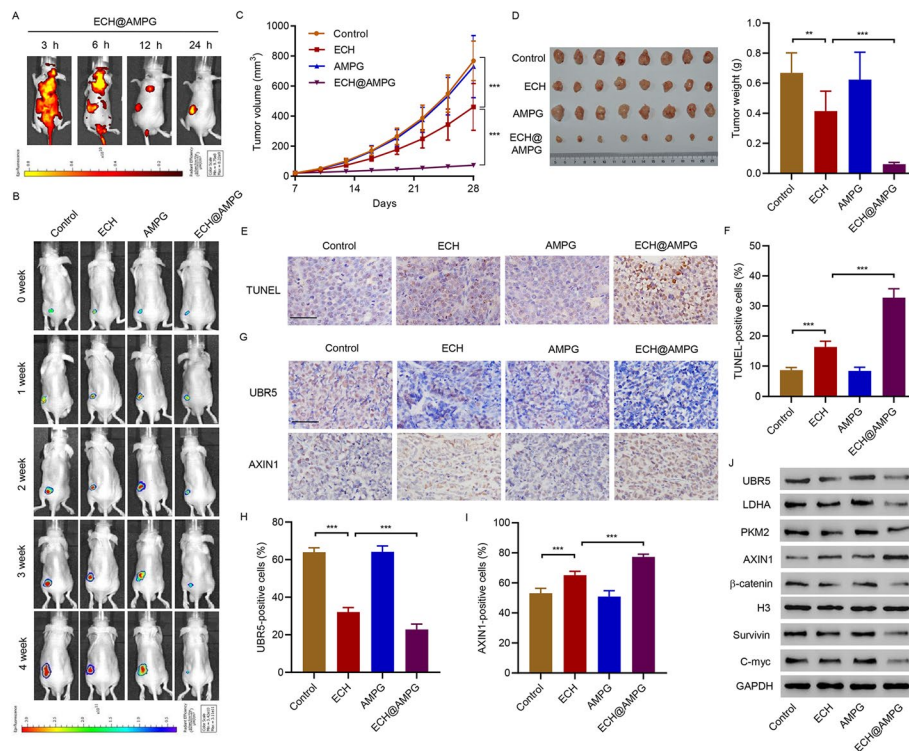 A
ECH@AMPG
3 h 6 h 12 h 24 h
B
Control ECH AMPG ECH@AMPG
0 week
1 week
2 week
3 week
4 week
C
Control
ECH
AMPG
ECH@AMPG
Tumor volume (mm3)
1000
800
600
400
200
0
7 14 21 28
Days
***
***
D
Control
ECH
AMPG
ECH@AMPG
Tumor weight (g)
1.0
0.8
0.6
0.4
0.2
0.0
** ***
Control ECH AMPG ECH@AMPG
E
Control ECH AMPG ECH@AMPG
TUNEL
F
TUNEL-positive cells (%)
50
40
30
20
10
0
*** ***
Control ECH AMPG ECH@AMPG
G
Control ECH AMPG ECH@AMPG
UBR5
AXIN1
H
UBR5-positive cells (%)
80
60
40
20
0
*** ***
Control ECH AMPG ECH@AMPG
I
AXIN1-positive cells (%)
100
80
60
40
20
0
*** ***
Control ECH AMPG ECH@AMPG
J
UBR5
LDHA
PKM2
AXIN1
β-catenin
H3
Survivin
C-myc
GAPDH
Control ECH AMPG ECH@AMPG